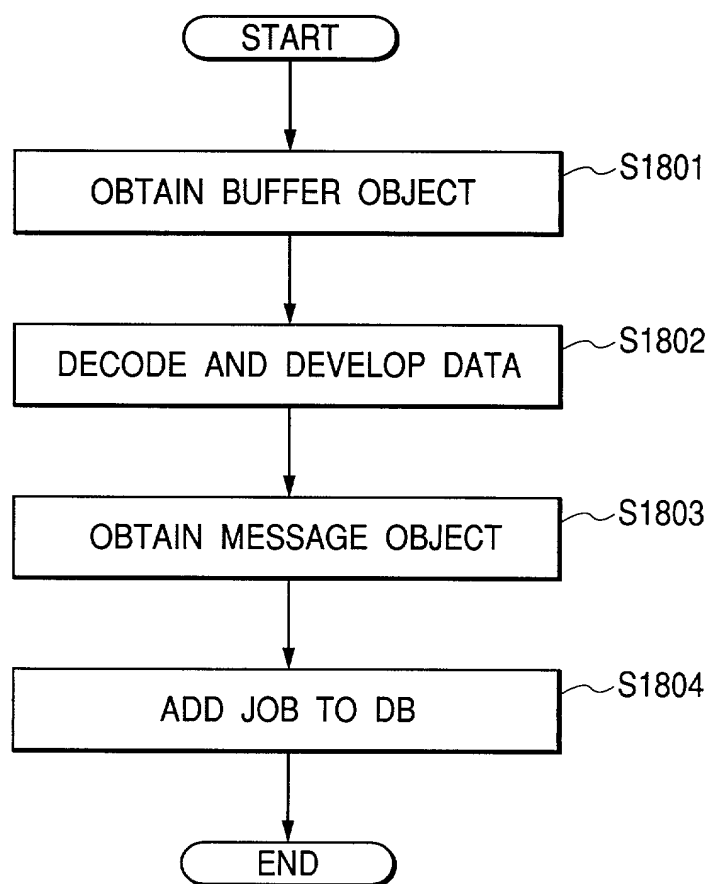 START
OBTAIN BUFFER OBJECT
S1801
DECODE AND DEVELOP DATA
S1802
OBTAIN MESSAGE OBJECT
S1803
ADD JOB TO DB
S1804
END